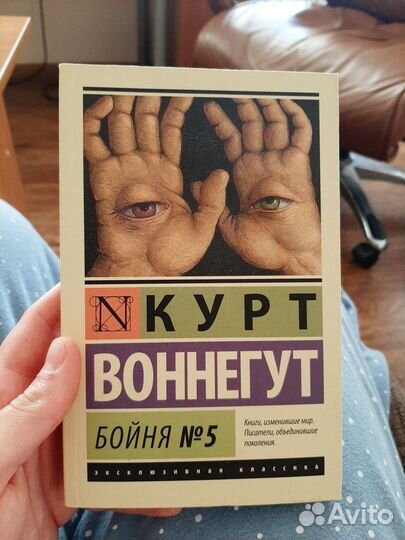 N КУРТ
ВОННЕГУТ
БОЙНЯ №5
Книги, изменившие мир.
Писатели, объединившие
поколения.
эксклюзивная классика
Avito